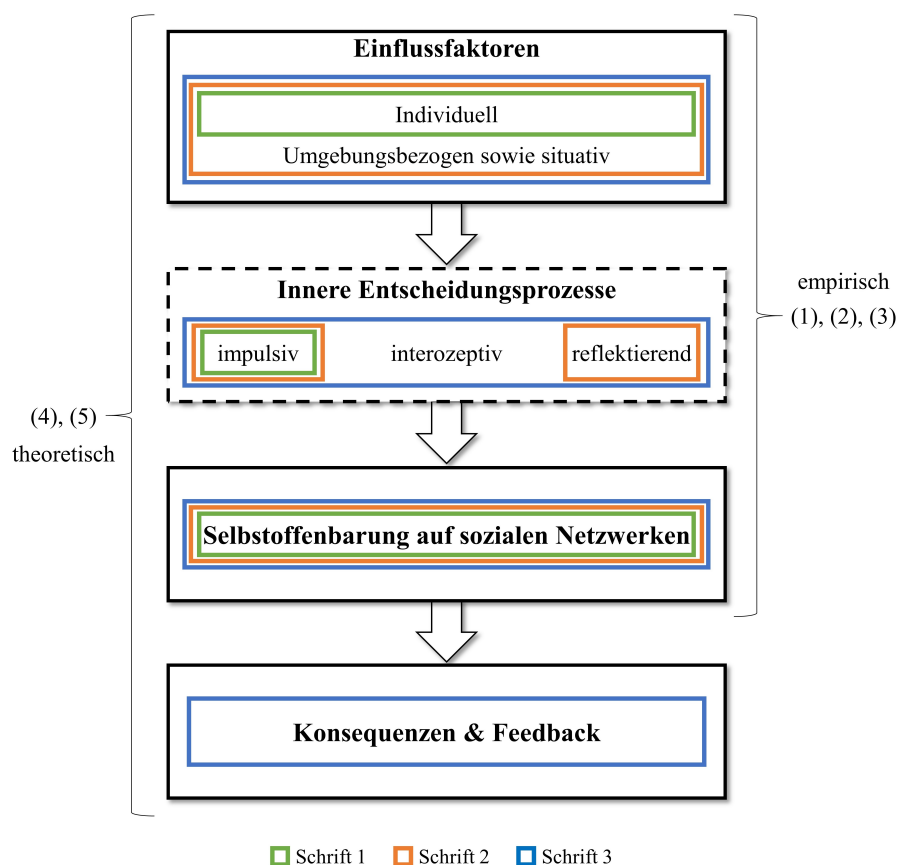 Einflussfaktoren
Individuell
Umgebungsbezogen sowie situativ
Innere Entscheidungsprozesse
impulsiv
interozeptiv
reflektierend
empirisch
(1), (2), (3)
(4), (5)
theoretisch
Selbstoffenbarung auf sozialen Netzwerken
Konsequenzen & Feedback
Schrift 1
Schrift 2
Schrift 3